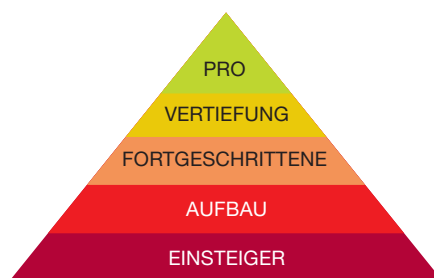 PRO
VERTIEFUNG
FORTGESCHRITTENE
AUFBAU
EINSTEIGER